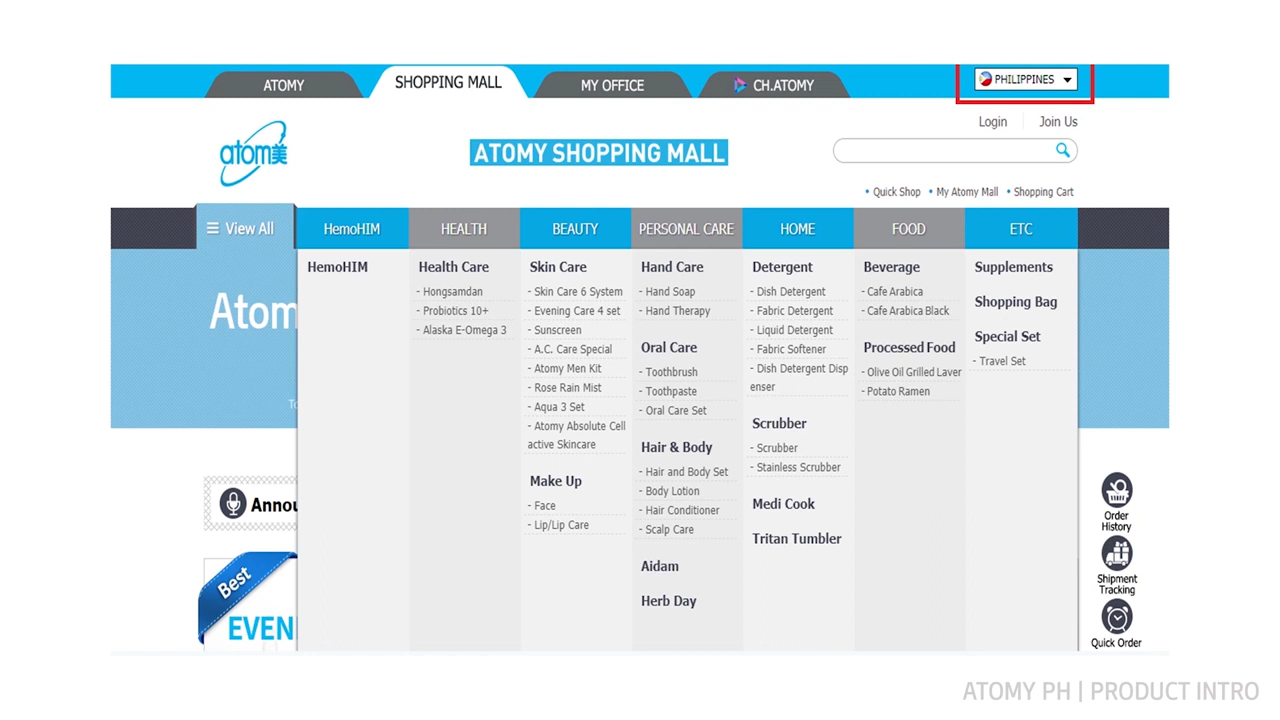 ATOMY
SHOPPING MALL
MY OFFICE
CH.ATOMY
PHILIPPINES
Login
Join Us
atom美
ATOMY SHOPPING MALL
• Quick Shop • My Atomy Mall • Shopping Cart
View All
HemoHIM
HEALTH
BEAUTY
PERSONAL CARE
HOME
FOOD
ETC
HemoHIM
Health Care
- Hongsamdan
- Probiotics 10+
- Alaska E-Omega 3
Skin Care
- Skin Care 6 System
- Evening Care 4 set
- Sunscreen
- A.C. Care Special
- Atomy Men Kit
- Rose Rain Mist
- Aqua 3 Set
- Atomy Absolute Cell
active Skincare
Make Up
- Face
- Lip/Lip Care
Hand Care
- Hand Soap
- Hand Therapy
Oral Care
- Toothbrush
- Toothpaste
- Oral Care Set
Hair & Body
- Hair and Body Set
- Body Lotion
- Hair Conditioner
- Scalp Care
Aidam
Herb Day
Detergent
- Dish Detergent
- Fabric Detergent
- Liquid Detergent
- Fabric Softener
- Dish Detergent Disp
enser
Scrubber
- Scrubber
- Stainless Scrubber
Medi Cook
Tritan Tumbler
Beverage
- Cafe Arabica
- Cafe Arabica Black
Processed Food
- Olive Oil Grilled Laver
- Potato Ramen
Supplements
Shopping Bag
Special Set
- Travel Set
Atom
To
Annou
Best
EVEN
Order
History
Shipment
Tracking
Quick Order
ATOMY PH | PRODUCT INTRO